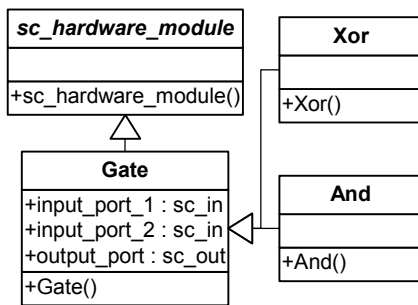 sc_hardware_module
+sc_hardware_module()
Gate
+input_port_1 : sc_in
+input_port_2 : sc_in
+output_port : sc_out
+Gate()
Xor
+Xor()
And
+And()